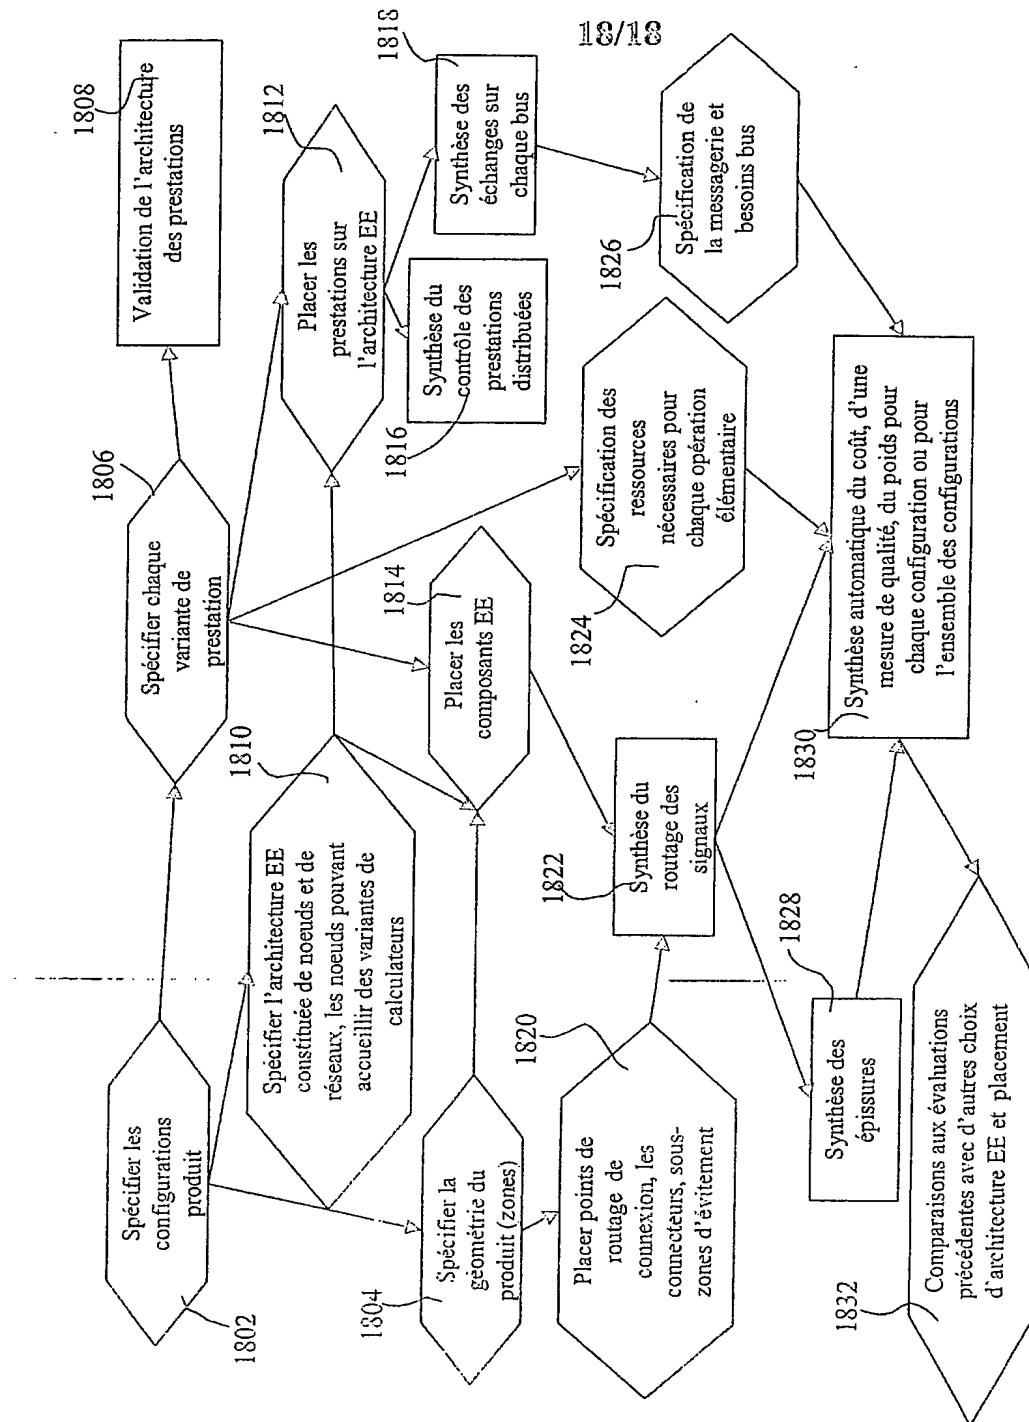 18/18
1802
Spécifier les
configurations
produit
1806
Spécifier chaque
variante de
prestation
1808
Validation de l'architecture
des prestations
1810
Spécifier l'architecture EE
constituée de noeuds et de
réseaux, les noeuds pouvant
accueillir des variantes de
calculateurs
1812
Placer les
prestations sur
l'architecture EE
1804
Spécifier la
géométrie du
produit (zones)
1814
Placer les
composants EE
1816
Synthèse du
contrôle des
prestations
distribuées
1818
Synthèse des
échanges sur
chaque bus
1820
Placer points de
routage de
connexion, les
connecteurs, sous-
zones d'évitement
1822
Synthèse du
routage des
signaux
1824
Spécification des
ressources
nécessaires pour
chaque opération
élémentaire
1826
Spécification de
la messagerie et
besoins bus
1828
Synthèse des
épissures
1830
Synthèse automatique du coût, d'une
mesure de qualité, du poids pour
chaque configuration ou pour
l'ensemble des configurations
1832
Comparaisons aux évaluations
précédentes avec d'autres choix
d'architecture EE et placement